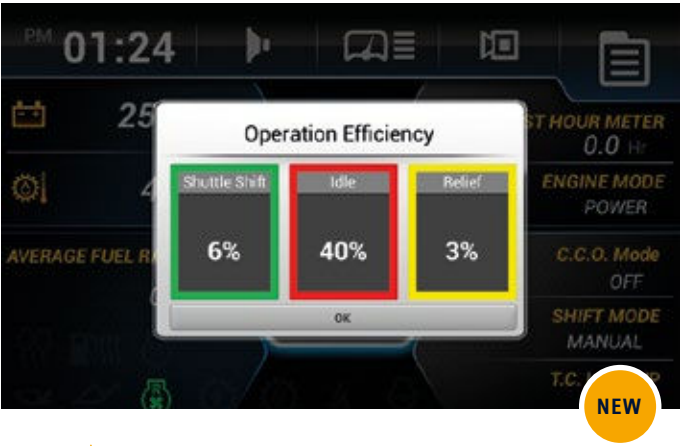 PM 01:24
25
Operation Efficiency
ST HOUR METER
0.0 Hr
Shuttle Shift
Idle
Relief
ENGINE MODE
POWER
6%
40%
3%
AVERAGE FUEL R
C.C.O. Mode
OFF
OK
SHIFT MODE
MANUAL
T.C.
NEW